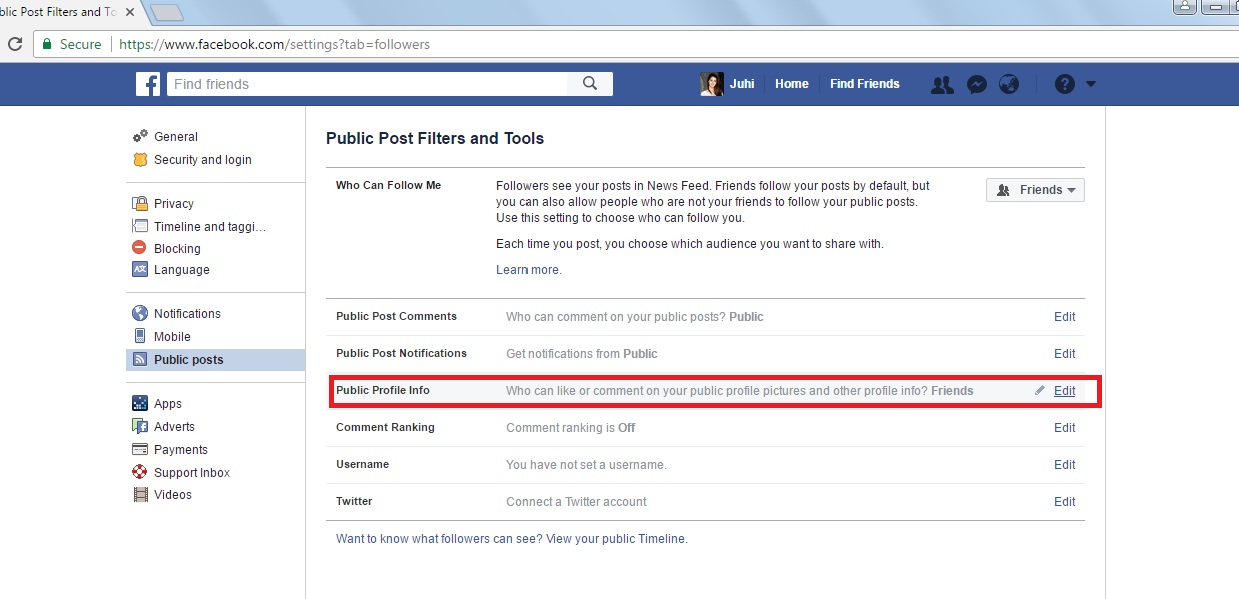 blic Post Filters and To
Secure https://www.facebook.com/settings?tab=followers
Find friends
Juhi Home Find Friends
General
Security and login
Privacy
Timeline and taggi...
Blocking
Language
Notifications
Mobile
Public posts
Apps
Adverts
Payments
Support Inbox
Videos
Public Post Filters and Tools
Who Can Follow Me
Followers see your posts in News Feed. Friends follow your posts by default, but
you can also allow people who are not your friends to follow your public posts.
Use this setting to choose who can follow you.
Each time you post, you choose which audience you want to share with.
Learn more.
Friends
Public Post Comments Who can comment on your public posts? Public Edit
Public Post Notifications Get notifications from Public Edit
Public Profile Info Who can like or comment on your public profile pictures and other profile info? Friends Edit
Comment Ranking Comment ranking is Off Edit
Username You have not set a username. Edit
Twitter Connect a Twitter account Edit
Want to know what followers can see? View your public Timeline.